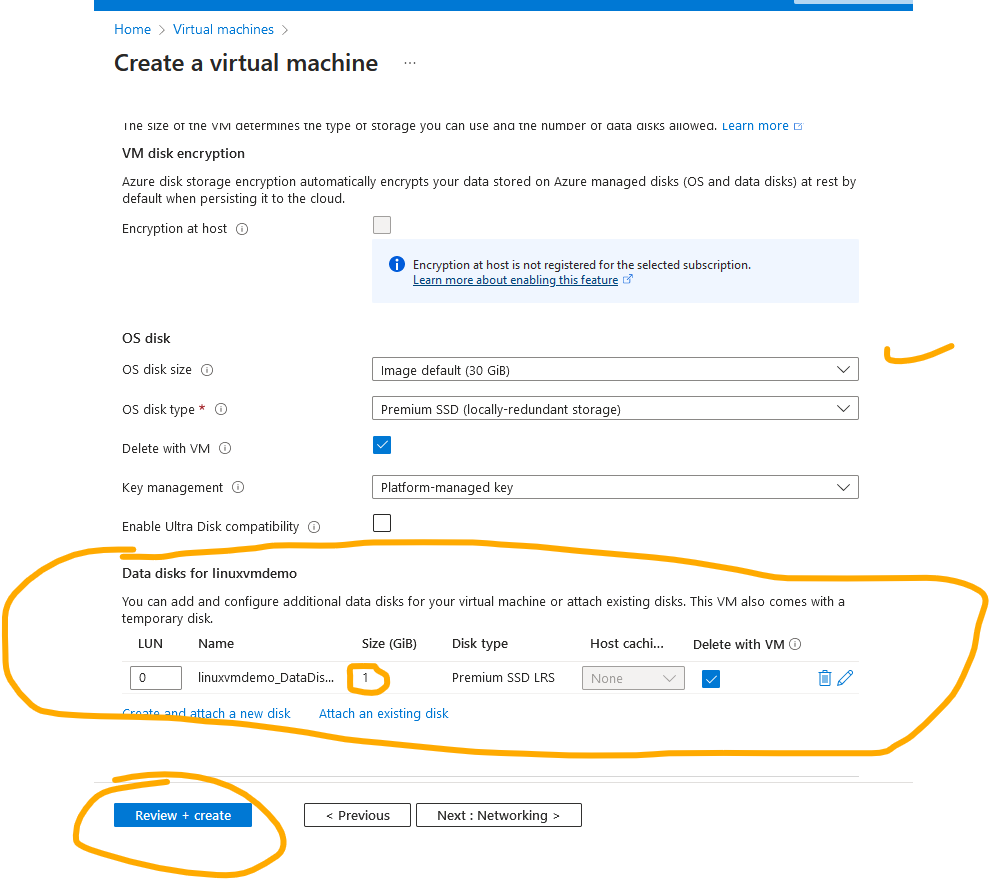 Home > Virtual machines >
Create a virtual machine ...
The size of the VM determines the type of storage you can use and the number of data disks allowed. Learn more
VM disk encryption
Azure disk storage encryption automatically encrypts your data stored on Azure managed disks (OS and data disks) at rest by
default when persisting it to the cloud.
Encryption at host
Encryption at host is not registered for the selected subscription.
Learn more about enabling this feature
OS disk
OS disk size Image default (30 GiB)
OS disk type * Premium SSD (locally-redundant storage)
Delete with VM
Key management Platform-managed key
Enable Ultra Disk compatibility
Data disks for linuxvmdemo
You can add and configure additional data disks for your virtual machine or attach existing disks. This VM also comes with a
temporary disk.
LUN Name Size (GiB) Disk type Host cachi... Delete with VM
0 linuxvmdemo_DataDis... 1 Premium SSD LRS None
Create and attach a new disk Attach an existing disk
Review + create < Previous Next : Networking >